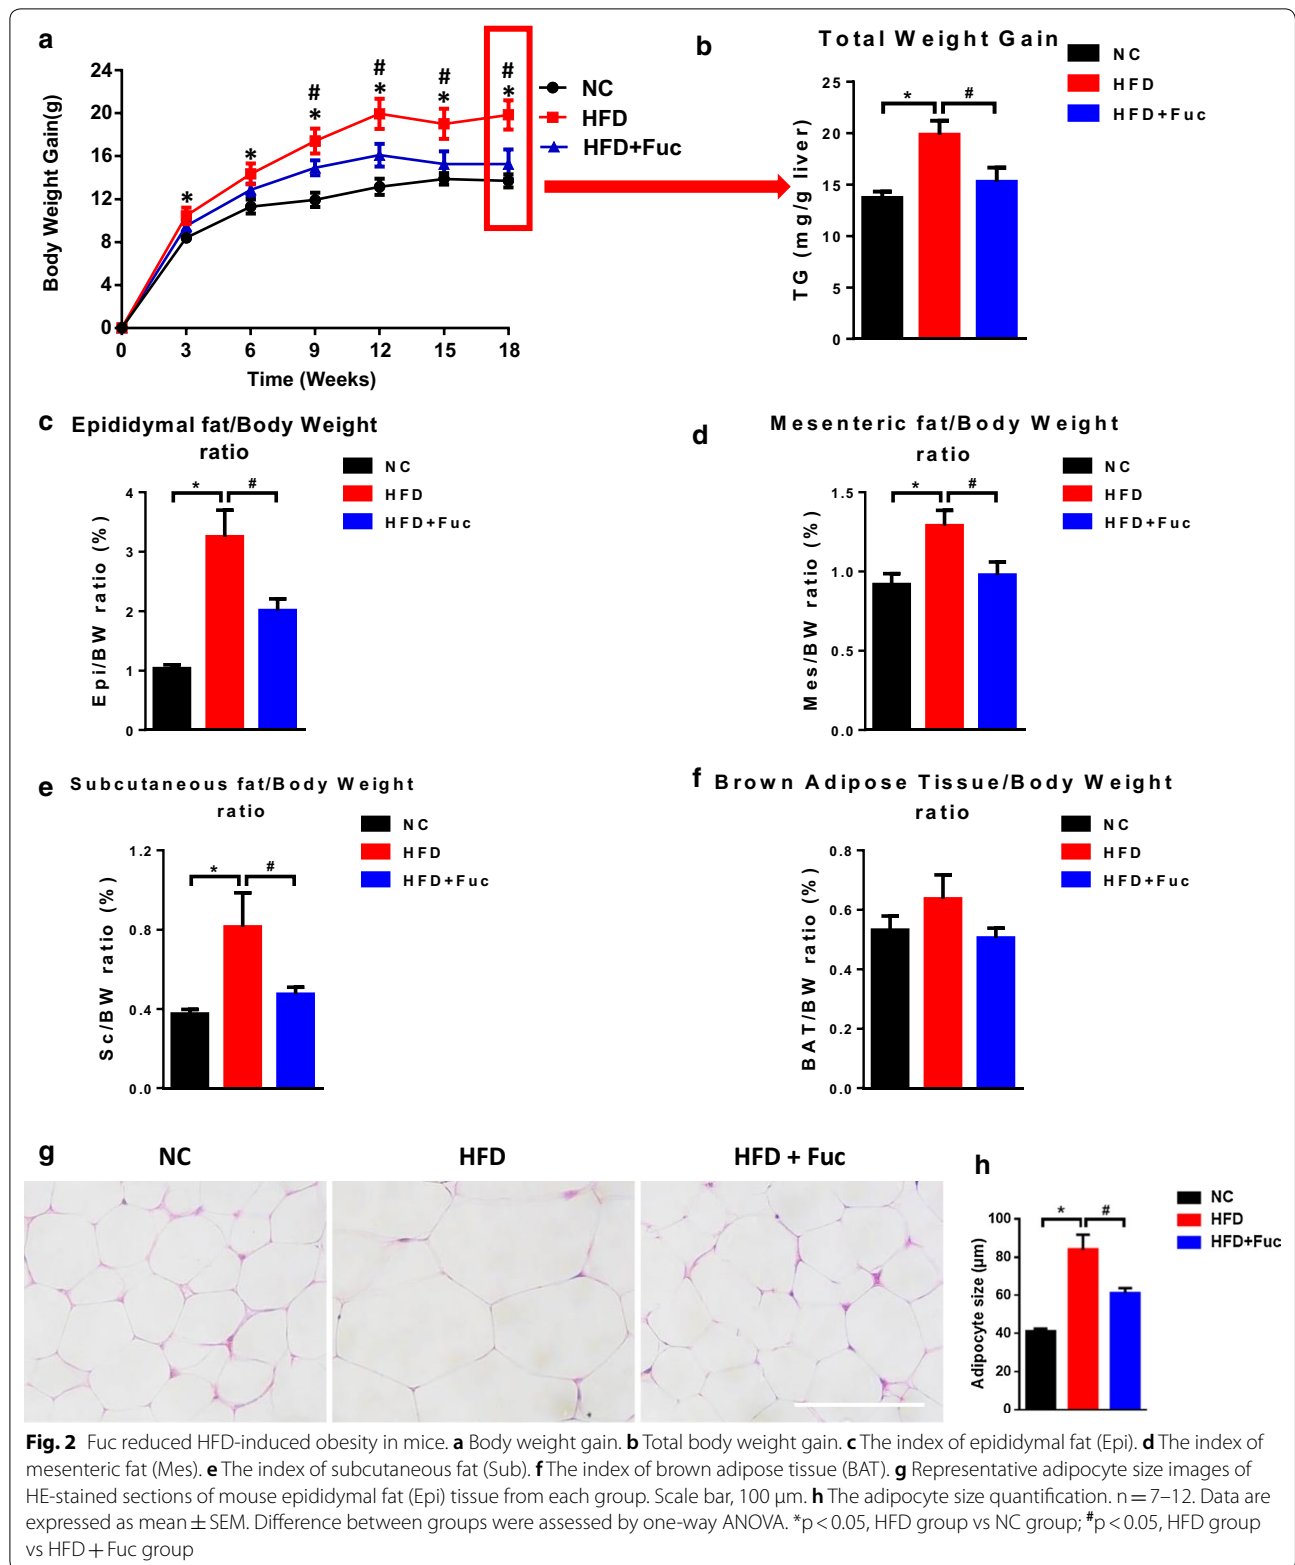 a
24
20
16
12
8
4
0
Body Weight Gain(g)
0 3 6 9 12 15 18
Time (Weeks)
* * # * # * # * # *
NC
HFD
HFD+Fuc
b Total Weight Gain
NC
HFD
HFD+Fuc
25
20
15
10
5
0
TG (mg/g liver)
* #
c Epididymal fat/Body Weight
ratio
NC
HFD
HFD+Fuc
4
3
2
1
0
Epi/BW ratio (%)
* #
d Mesenteric fat/Body Weight
ratio
NC
HFD
HFD+Fuc
1.5
1.0
0.5
0.0
Mes/BW ratio (%)
* #
e Subcutaneous fat/Body Weight
ratio
NC
HFD
HFD+Fuc
1.2
0.8
0.4
0.0
Sc/BW ratio (%)
* #
f Brown Adipose Tissue/Body Weight
ratio
NC
HFD
HFD+Fuc
0.8
0.6
0.4
0.2
0.0
BAT/BW ratio (%)
g NC HFD HFD + Fuc
h
NC
HFD
HFD+Fuc
100
80
60
40
20
0
Adipocyte size (µm)
* #
Fig. 2 Fuc reduced HFD-induced obesity in mice. a Body weight gain. b Total body weight gain. c The index of epididymal fat (Epi). d The index of
mesenteric fat (Mes). e The index of subcutaneous fat (Sub). f The index of brown adipose tissue (BAT). g Representative adipocyte size images of
HE-stained sections of mouse epididymal fat (Epi) tissue from each group. Scale bar, 100 µm. h The adipocyte size quantification. n = 7–12. Data are
expressed as mean ± SEM. Difference between groups were assessed by one-way ANOVA. *p < 0.05, HFD group vs NC group; #p < 0.05, HFD group
vs HFD + Fuc group